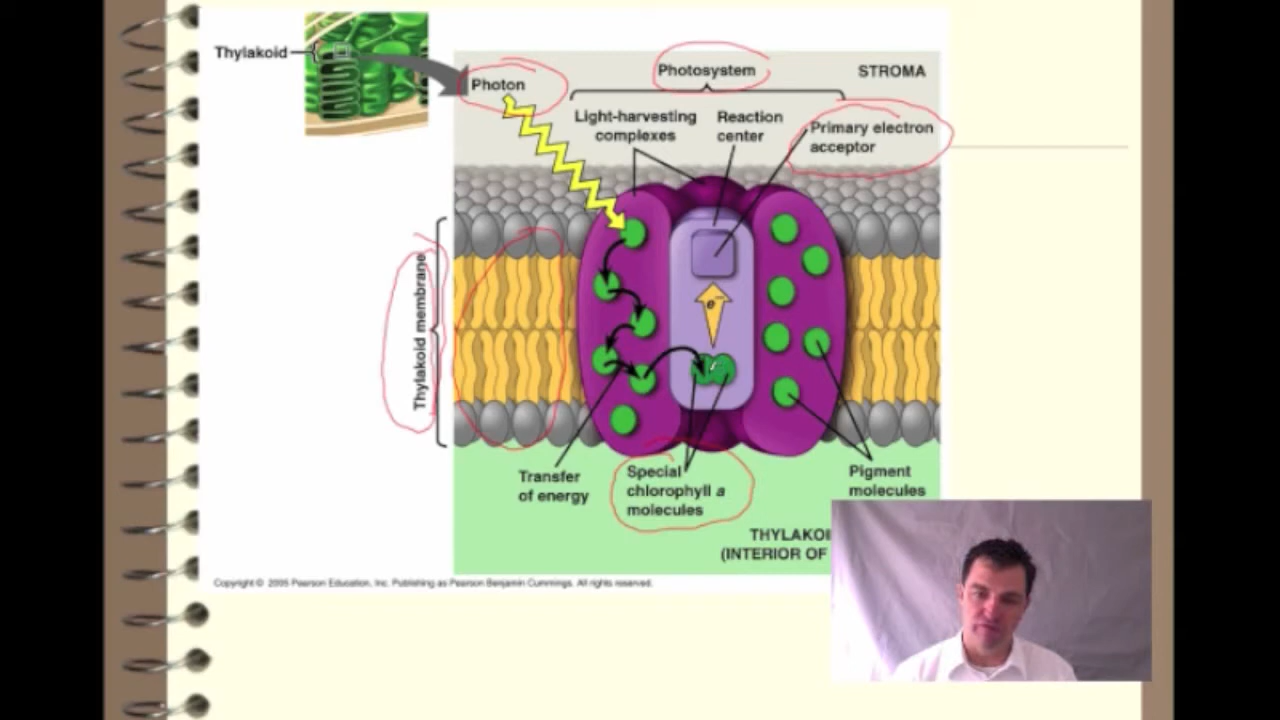 Thylakoid
Photon
Photosystem
STROMA
Light-harvesting
complexes
Reaction
center
Primary electron
acceptor
Thylakoid membrane
e–
Transfer
of energy
Special
chlorophyll a
molecules
Pigment
molecules
THYLAKOI
(INTERIOR OF
Copyright © 2005 Pearson Education, Inc. Publishing as Pearson Benjamin Cummings. All rights reserved.